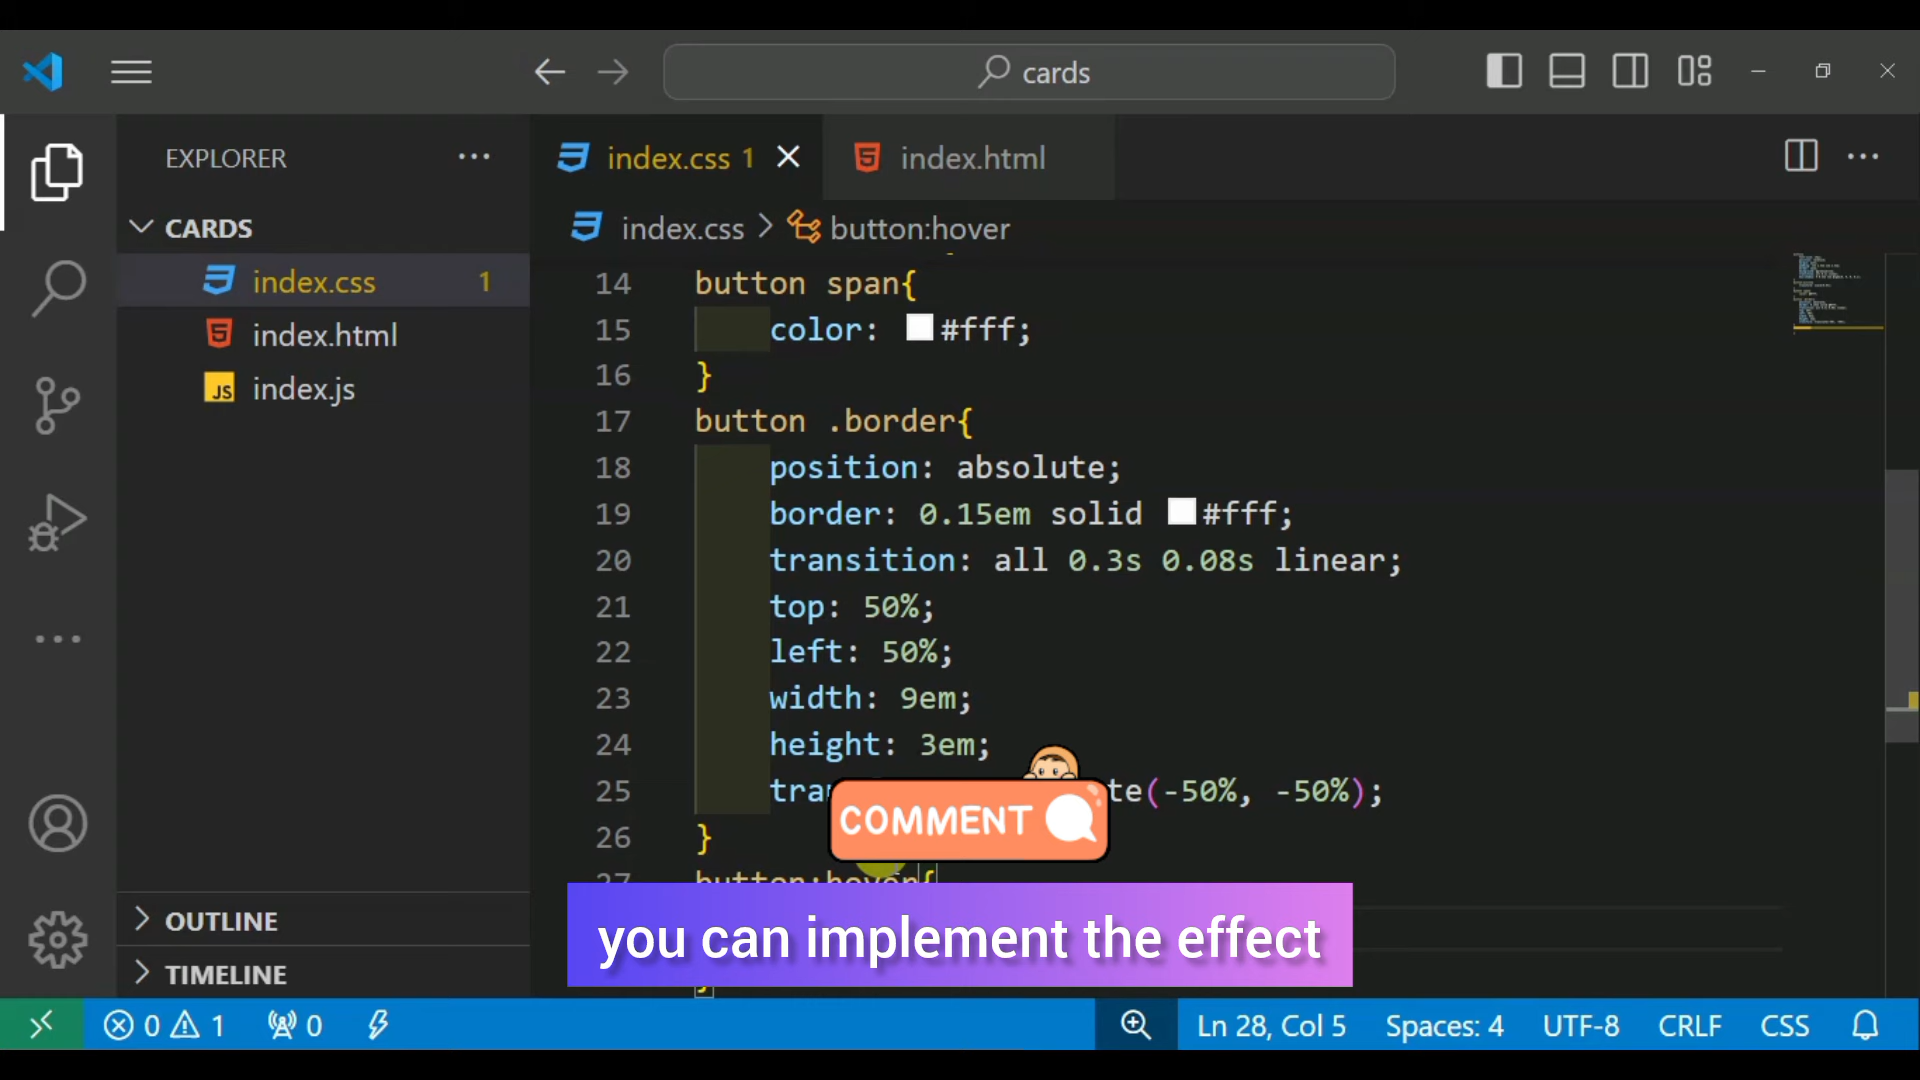 cards
EXPLORER
CARDS
index.css 1
index.html
index.js
OUTLINE
TIMELINE
index.css 1
index.html
index.css > button:hover
14 button span{
15 color: #fff;
16 }
17 button .border{
18 position: absolute;
19 border: 0.15em solid #fff;
20 transition: all 0.3s 0.08s linear;
21 top: 50%;
22 left: 50%;
23 width: 9em;
24 height: 3em;
25 tra te(-50%, -50%);
26 }
27 button:hover{
COMMENT
you can implement the effect
}
0 1 0
Ln 28, Col 5 Spaces: 4 UTF-8 CRLF CSS